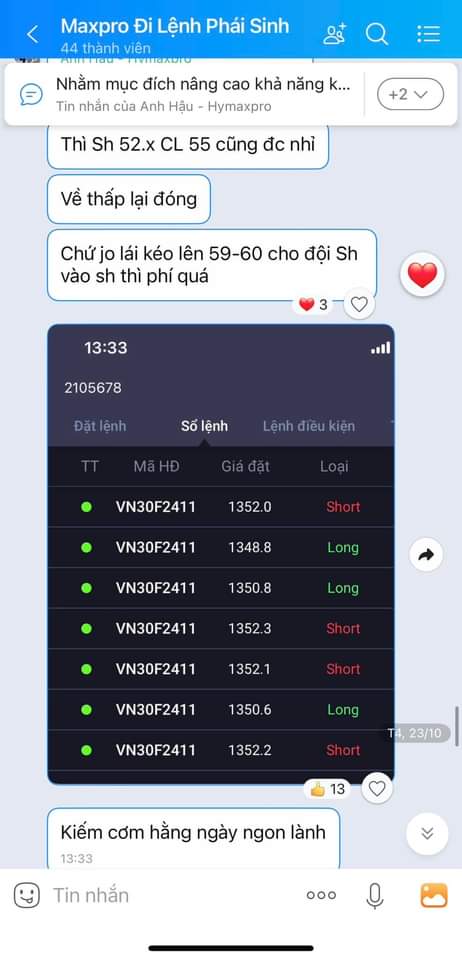 Maxpro Đi Lệnh Phái Sinh
44 thành viên
Anh Hậu - Hymaxpro
Nhằm mục đích nâng cao khả năng k...
Tin nhắn của Anh Hậu - Hymaxpro
+2
Thì Sh 52.x CL 55 cũng đc nhỉ
Về thấp lại đóng
Chứ jo lái kéo lên 59-60 cho đội Sh
vào sh thì phí quá
3
13:33
2105678
Đặt lệnh Sổ lệnh Lệnh điều kiện
TT Mã HĐ Giá đặt Loại
VN30F2411 1352.0 Short
VN30F2411 1348.8 Long
VN30F2411 1350.8 Long
VN30F2411 1352.3 Short
VN30F2411 1352.1 Short
VN30F2411 1350.6 Long
T4, 23/10
VN30F2411 1352.2 Short
13
Kiếm cơm hằng ngày ngon lành
13:33
Tin nhắn